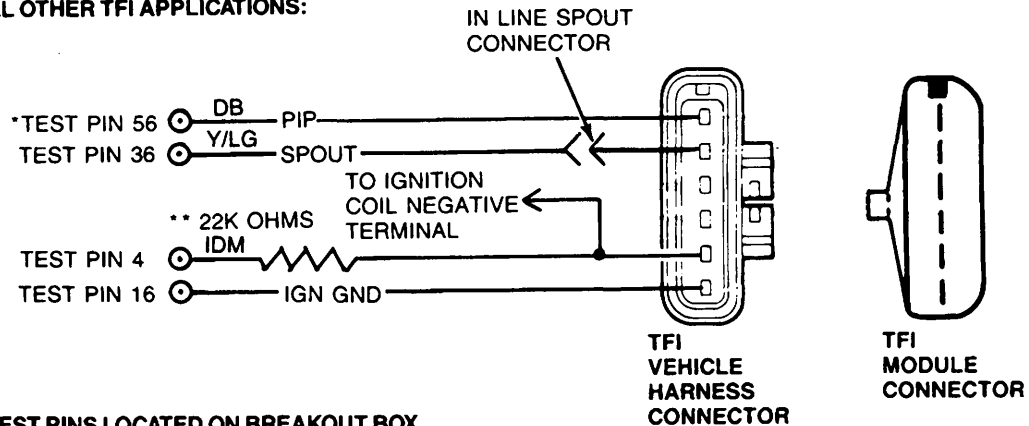 OTHER TFI APPLICATIONS:
IN LINE SPOUT
CONNECTOR
*TEST PIN 56
DB
PIP
TEST PIN 36
Y/LG
SPOUT
TO IGNITION
COIL NEGATIVE
TERMINAL
** 22K OHMS
IDM
TEST PIN 4
TEST PIN 16
IGN GND
TFI
VEHICLE
HARNESS
CONNECTOR
TFI
MODULE
CONNECTOR
PINS LOCATED ON BREAKOUT BOX